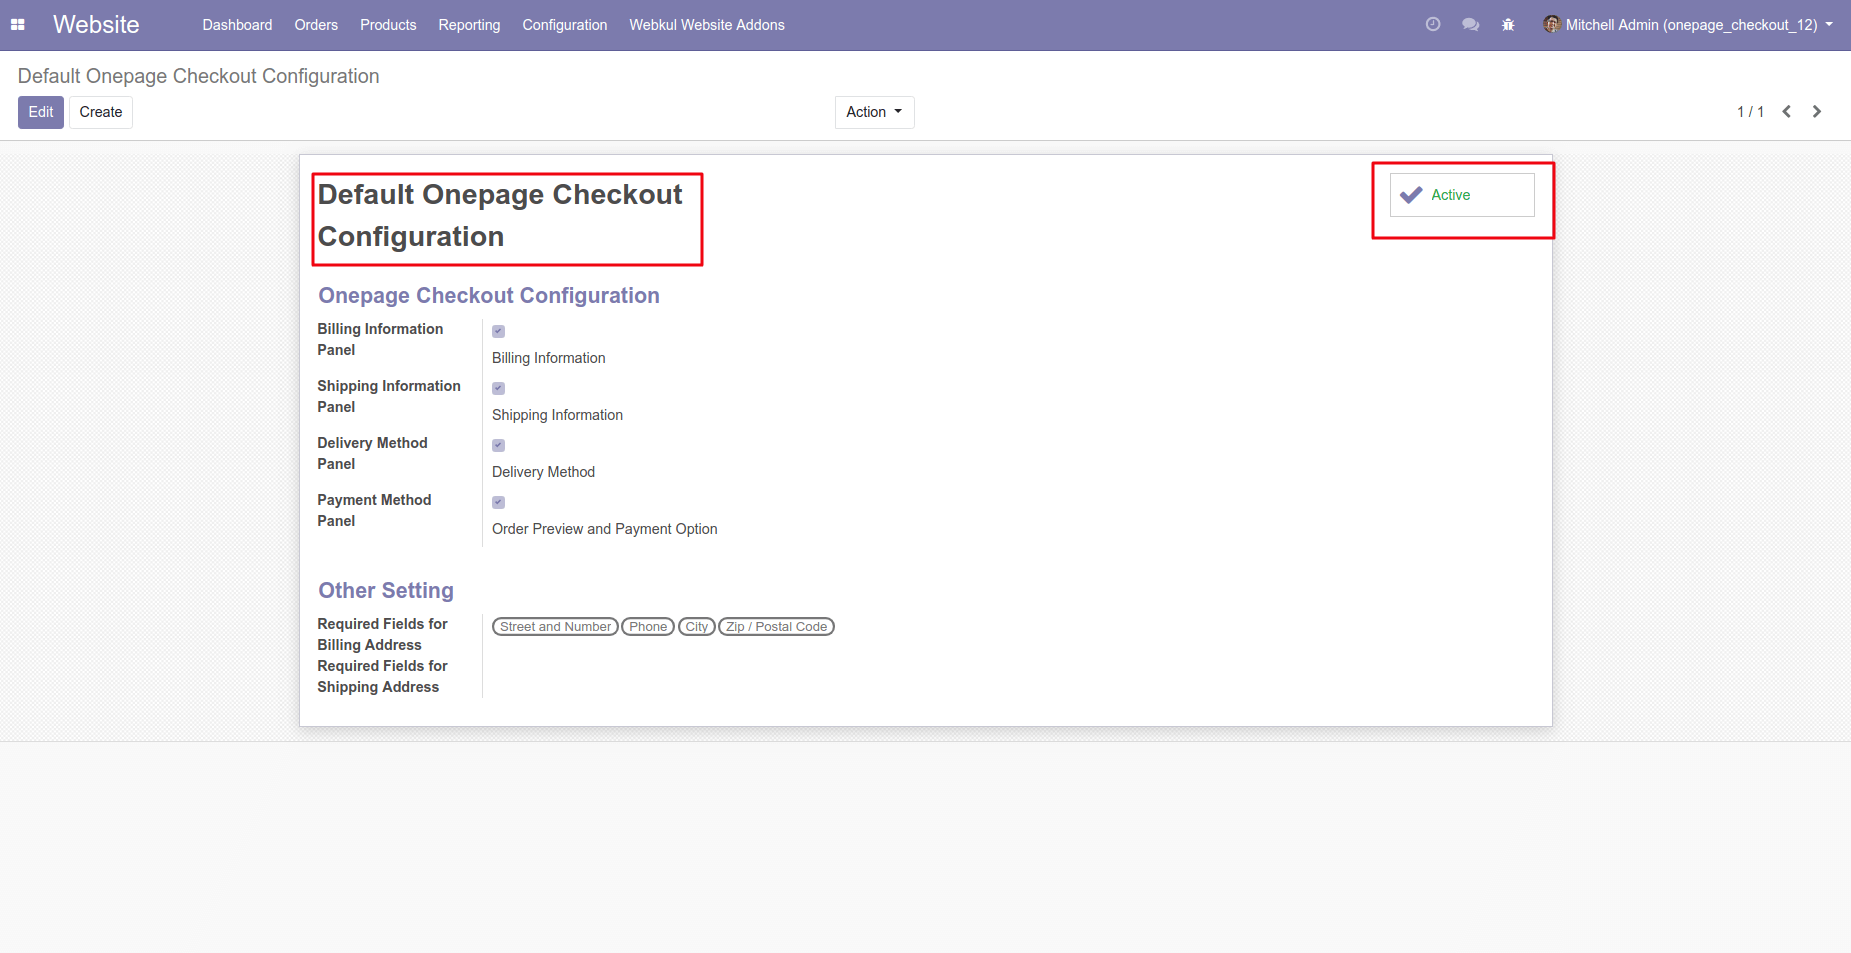 Website Dashboard Orders Products Reporting Configuration Webkul Website Addons Mitchell Admin (onepage_checkout_12)
Default Onepage Checkout Configuration
Edit Create Action 1 / 1
Default Onepage Checkout
Configuration
Active
Onepage Checkout Configuration
Billing Information
Panel
Billing Information
Shipping Information
Panel
Shipping Information
Delivery Method
Panel
Delivery Method
Payment Method
Panel
Order Preview and Payment Option
Other Setting
Required Fields for
Billing Address
Street and Number Phone City Zip / Postal Code
Required Fields for
Shipping Address